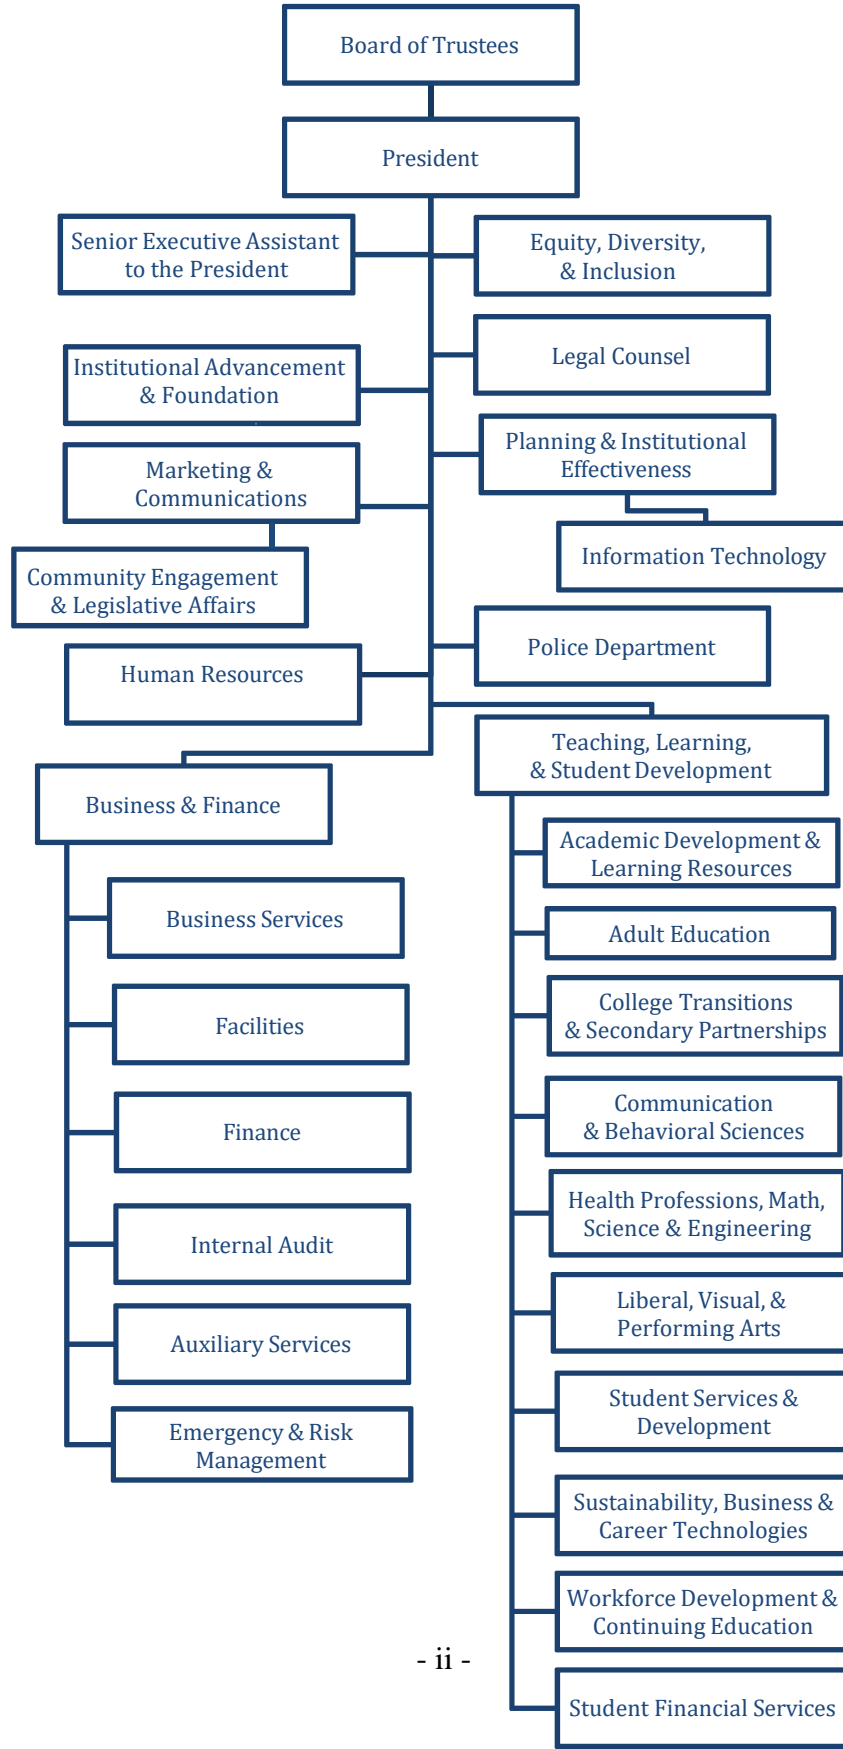 Board of Trustees
President
Senior Executive Assistant
to the President
Equity, Diversity,
& Inclusion
Legal Counsel
Institutional Advancement
& Foundation
Planning & Institutional
Effectiveness
Marketing &
Communications
Information Technology
Community Engagement
& Legislative Affairs
Police Department
Human Resources
Teaching, Learning,
& Student Development
Business & Finance
Business Services
Facilities
Finance
Internal Audit
Auxiliary Services
Emergency & Risk
Management
Academic Development &
Learning Resources
Adult Education
College Transitions
& Secondary Partnerships
Communication
& Behavioral Sciences
Health Professions, Math,
Science & Engineering
Liberal, Visual, &
Performing Arts
Student Services &
Development
Sustainability, Business &
Career Technologies
Workforce Development &
Continuing Education
Student Financial Services
- ii -